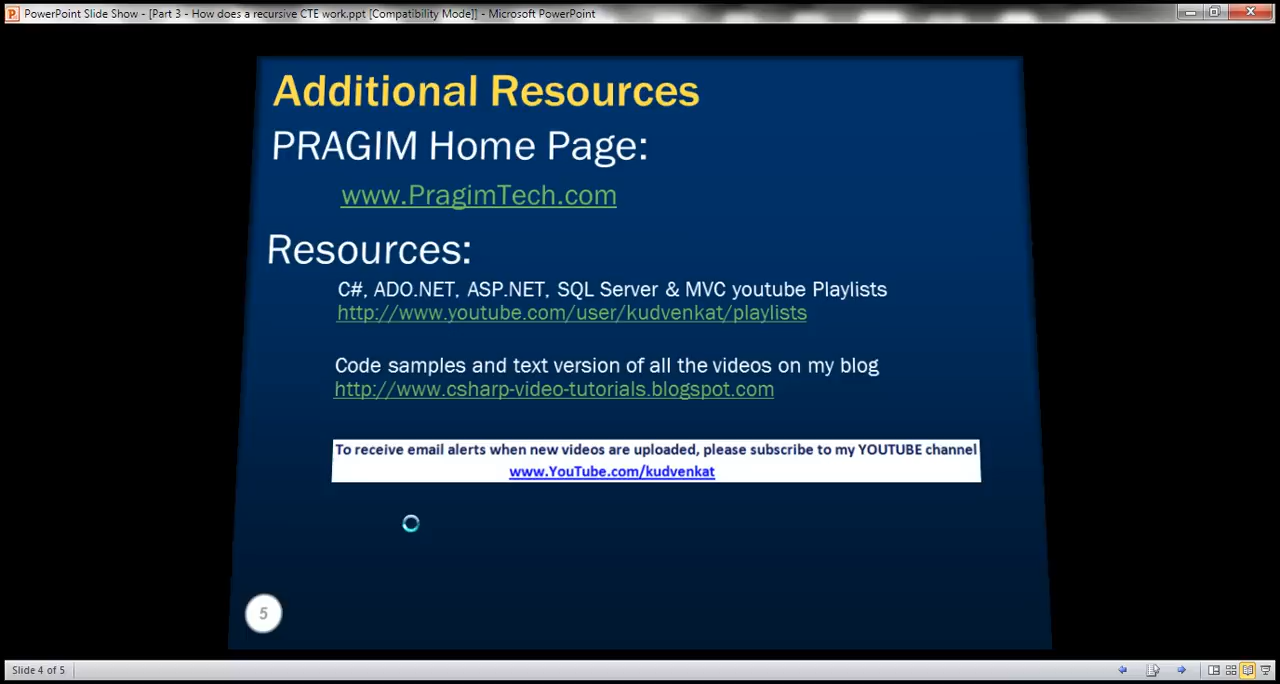 PowerPoint Slide Show - [Part 3 - How does a recursive CTE work.ppt [Compatibility Mode]] - Microsoft PowerPoint
Additional Resources
PRAGIM Home Page:
www.PragimTech.com
Resources:
C#, ADO.NET, ASP.NET, SQL Server & MVC youtube Playlists
http://www.youtube.com/user/kudvenkat/playlists
Code samples and text version of all the videos on my blog
http://www.csharp-video-tutorials.blogspot.com
To receive email alerts when new videos are uploaded, please subscribe to my YOUTUBE channel
www.YouTube.com/kudvenkat
5
Slide 4 of 5